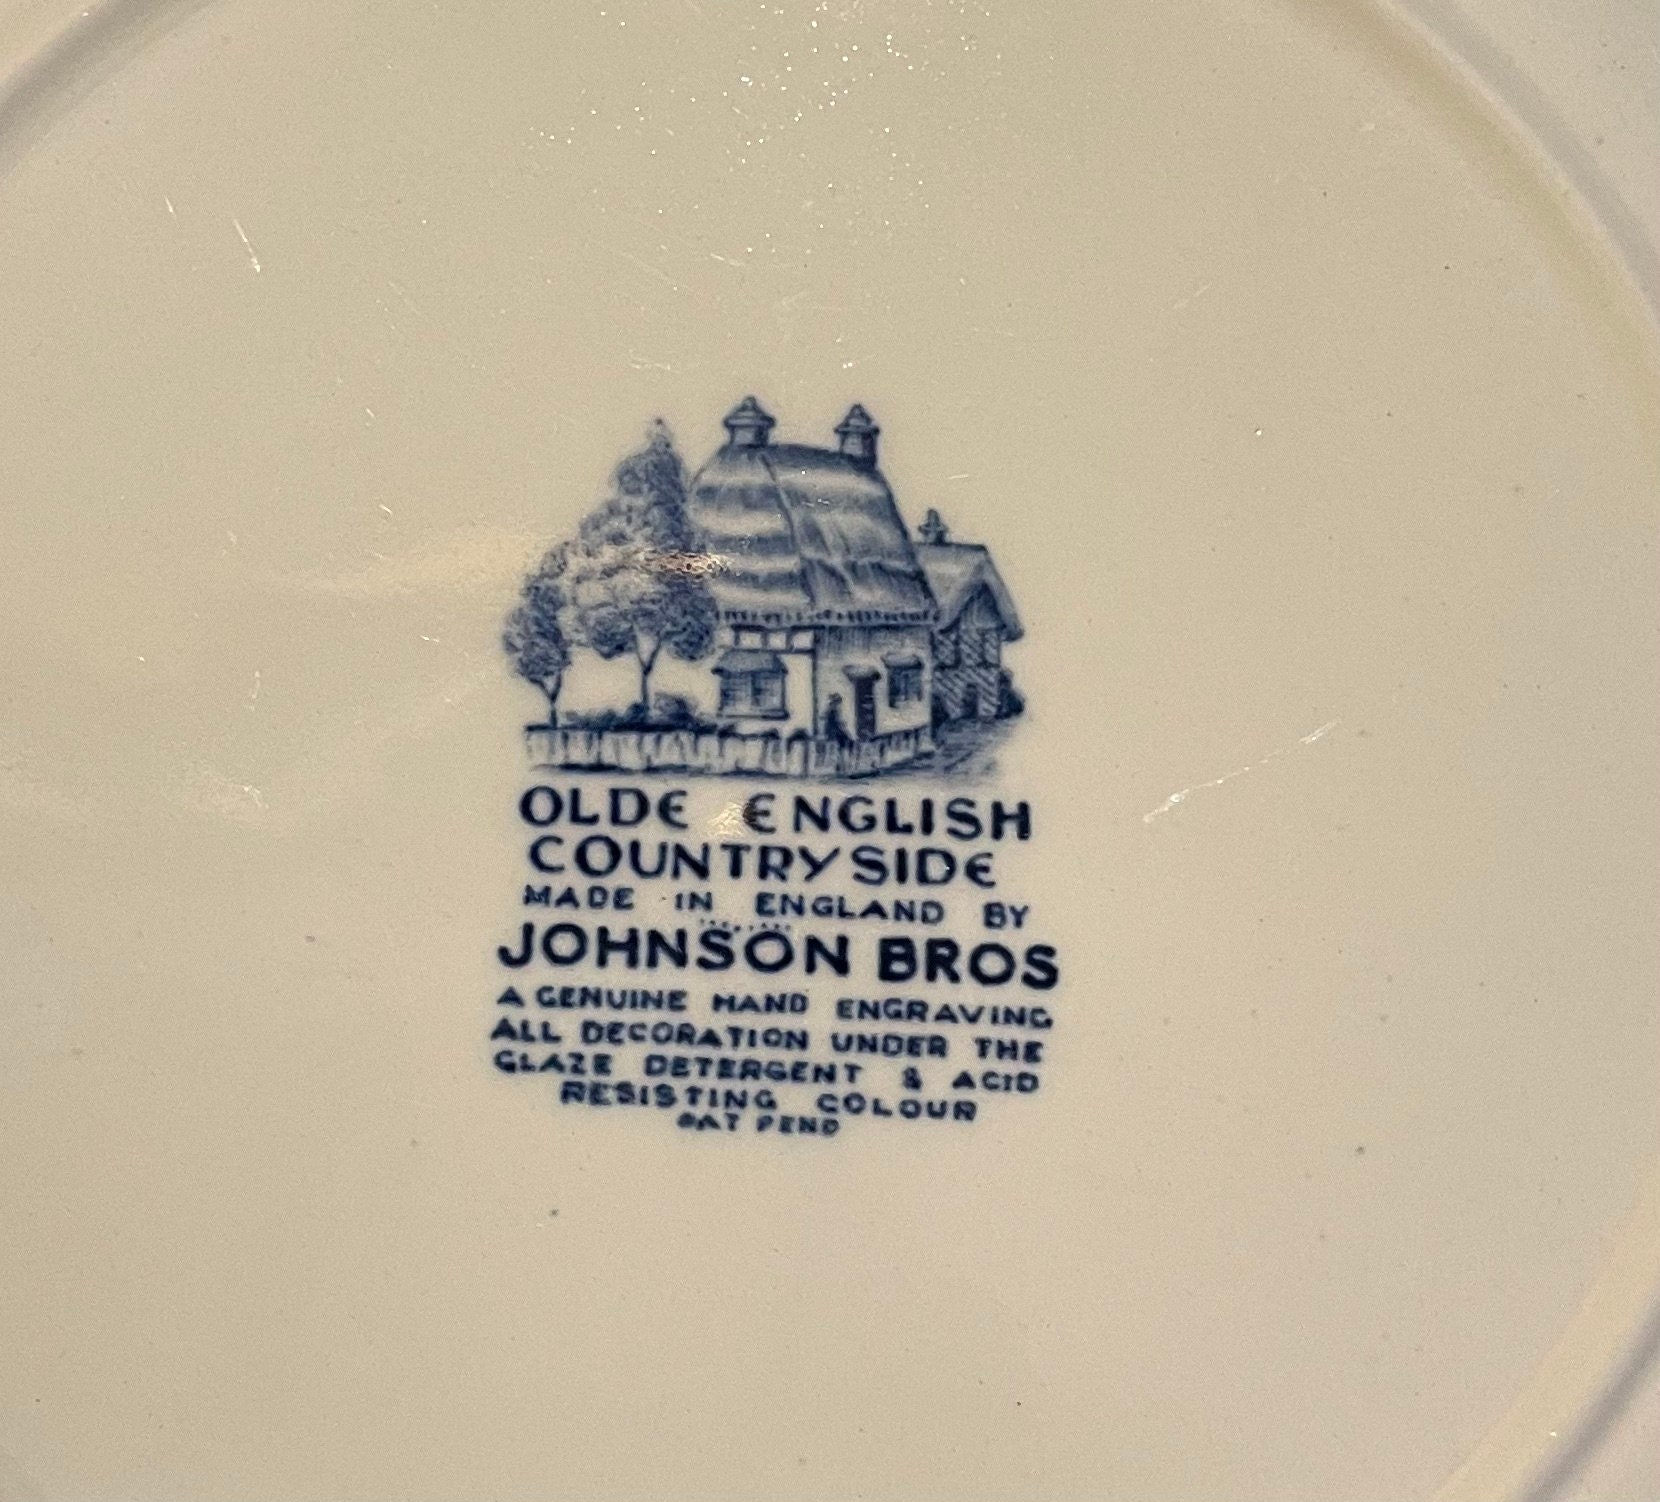 OLDE ENGLISH
COUNTRYSIDE
MADE IN ENGLAND BY
JOHNSON BROS
A GENUINE HAND ENGRAVING
ALL DECORATION UNDER THE
GLAZE DETERGENT & ACID
RESISTING COLOUR
PAT PEND